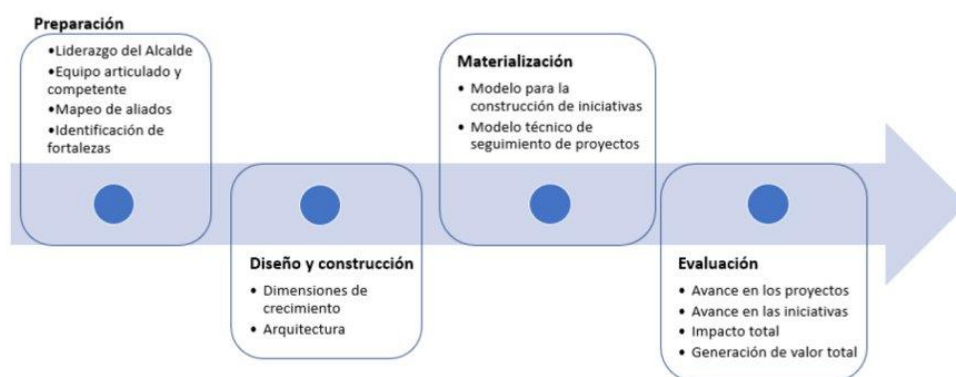 Preparación
•Liderazgo del Alcalde
•Equipo articulado y
competente
•Mapeo de aliados
•Identificación de
fortalezas
Diseño y construcción
• Dimensiones de
crecimiento
• Arquitectura
Materialización
• Modelo para la
construcción de iniciativas
• Modelo técnico de
seguimiento de proyectos
Evaluación
• Avance en los proyectos
• Avance en las iniciativas
• Impacto total
• Generación de valor total